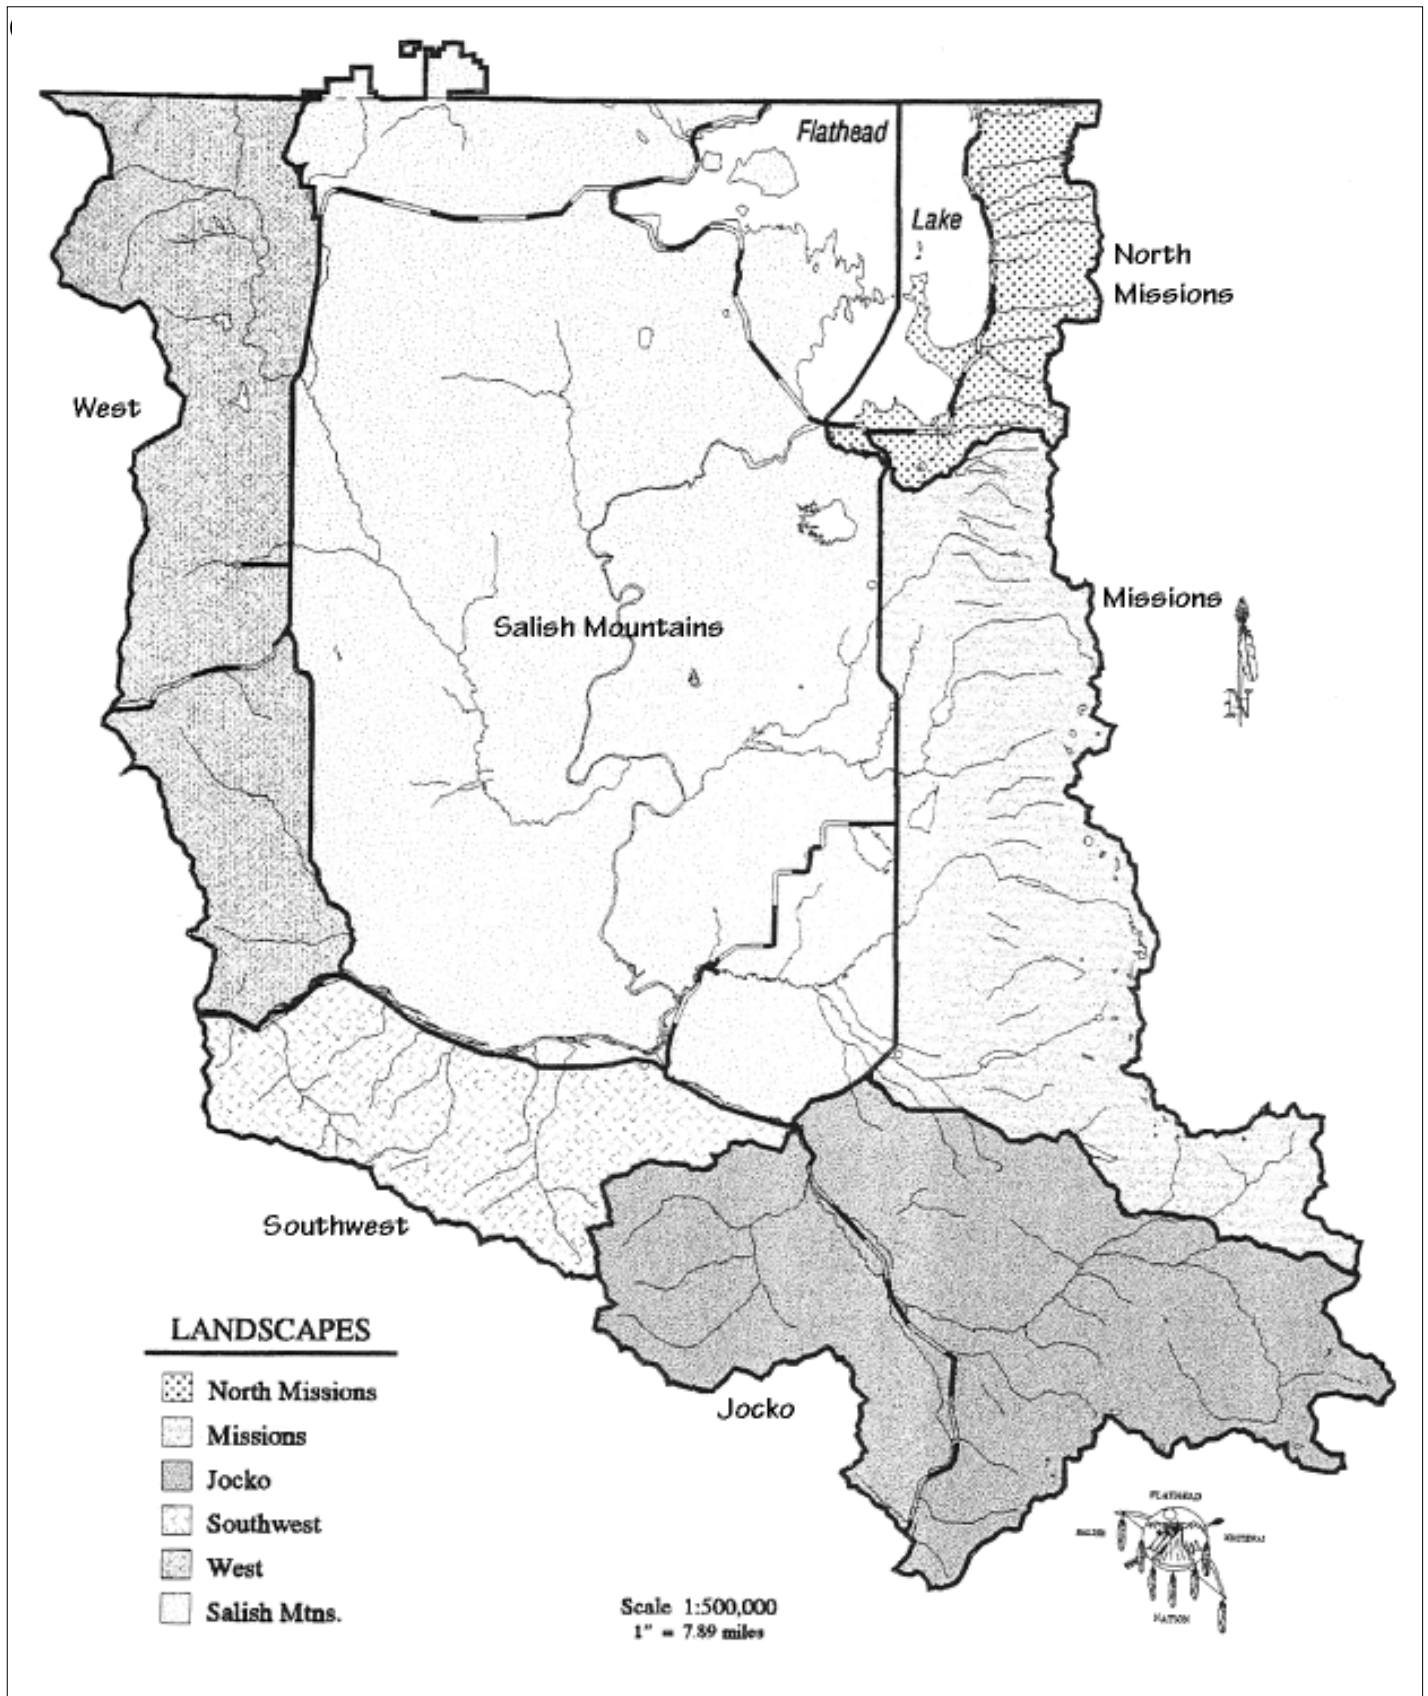 Flathead
Lake
North
Missions
West
Missions
Salish Mountains
N
Southwest
Jocko
LANDSCAPES
North Missions
Missions
Jocko
Southwest
West
Salish Mtns.
Scale 1:500,000
1" = 7.89 miles
FLATHEAD
NATION